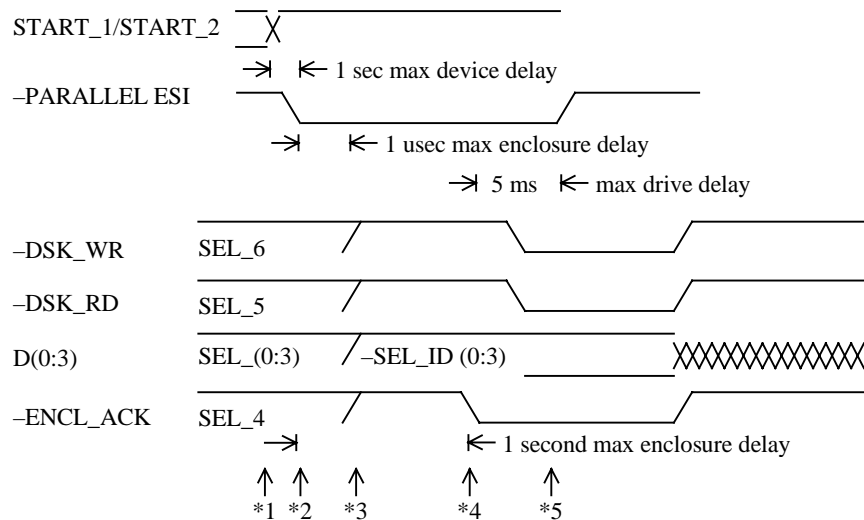 START_1/START_2
1 sec max device delay
–PARALLEL ESI
1 usec max enclosure delay
5 ms max drive delay
–DSK_WR SEL_6
–DSK_RD SEL_5
D(0:3) SEL_(0:3) –SEL_ID (0:3)
–ENCL_ACK SEL_4
1 second max enclosure delay
*1 *2 *3 *4 *5